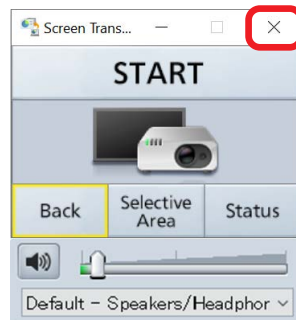 Screen Trans...
START
Back
Selective
Area
Status
Default - Speakers/Headphor